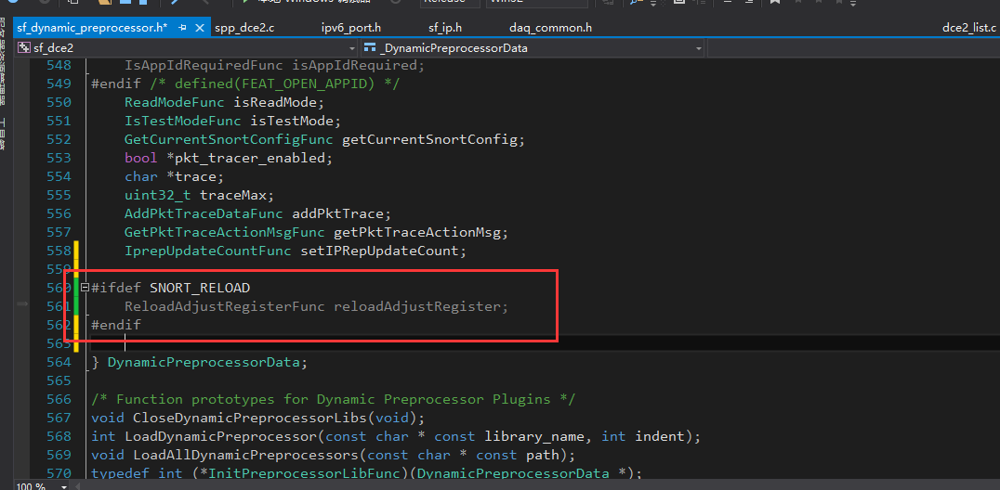 Release
Win32
sf_dynamic_preprocessor.h* spp_dce2.c ipv6_port.h sf_ip.h daq_common.h dce2_list.c
sf_dce2 _DynamicPreprocessorData
548 IsAppIdRequiredFunc isAppIdRequired;
549 #endif /* defined(FEAT_OPEN_APPID) */
550 ReadModeFunc isReadMode;
551 IsTestModeFunc isTestMode;
552 GetCurrentSnortConfigFunc getCurrentSnortConfig;
553 bool *pkt_tracer_enabled;
554 char *trace;
555 uint32_t traceMax;
556 AddPktTraceDataFunc addPktTrace;
557 GetPktTraceActionMsgFunc getPktTraceActionMsg;
558 IprepUpdateCountFunc setIPRepUpdateCount;
559
560 #ifdef SNORT_RELOAD
561 ReloadAdjustRegisterFunc reloadAdjustRegister;
562 #endif
563
564 } DynamicPreprocessorData;
565
566 /* Function prototypes for Dynamic Preprocessor Plugins */
567 void CloseDynamicPreprocessorLibs(void);
568 int LoadDynamicPreprocessor(const char * const library_name, int indent);
569 void LoadAllDynamicPreprocessors(const char * const path);
570 typedef int (*InitPreprocessorLibFunc)(DynamicPreprocessorData *);
100 %